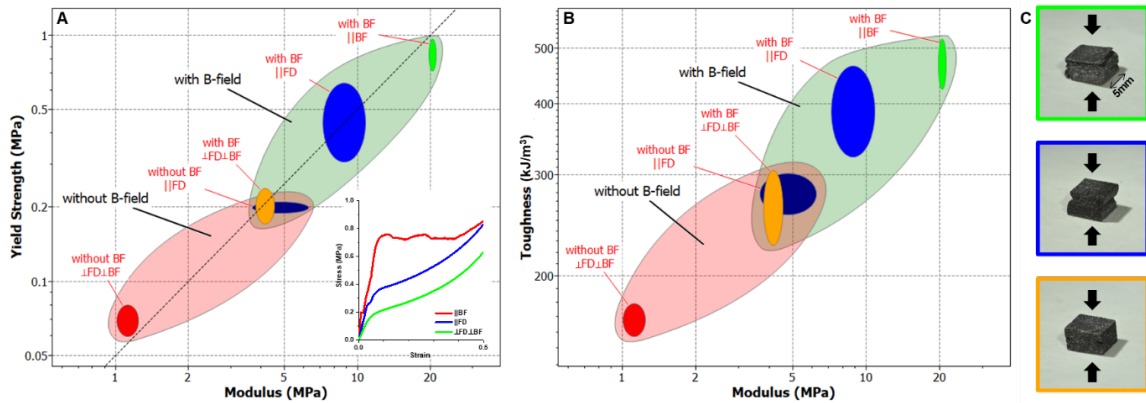 A
Yield Strength (MPa)
1
0.5
0.2
0.1
0.05
with BF
||BF
with BF
||FD
with B-field
with BF
⊥FD⊥BF
without BF
||FD
without B-field
without BF
⊥FD⊥BF
Stress (MPa)
1.0
0.8
0.6
0.4
0.2
0.0
||BF
||FD
⊥FD⊥BF
0.0
Strain
0.5
1
2
5
10
20
Modulus (MPa)
B
Toughness (kJ/m³)
500
400
300
200
with BF
||BF
with BF
||FD
with B-field
with BF
⊥FD⊥BF
without BF
||FD
without B-field
without BF
⊥FD⊥BF
1
2
5
10
20
Modulus (MPa)
C
5mm